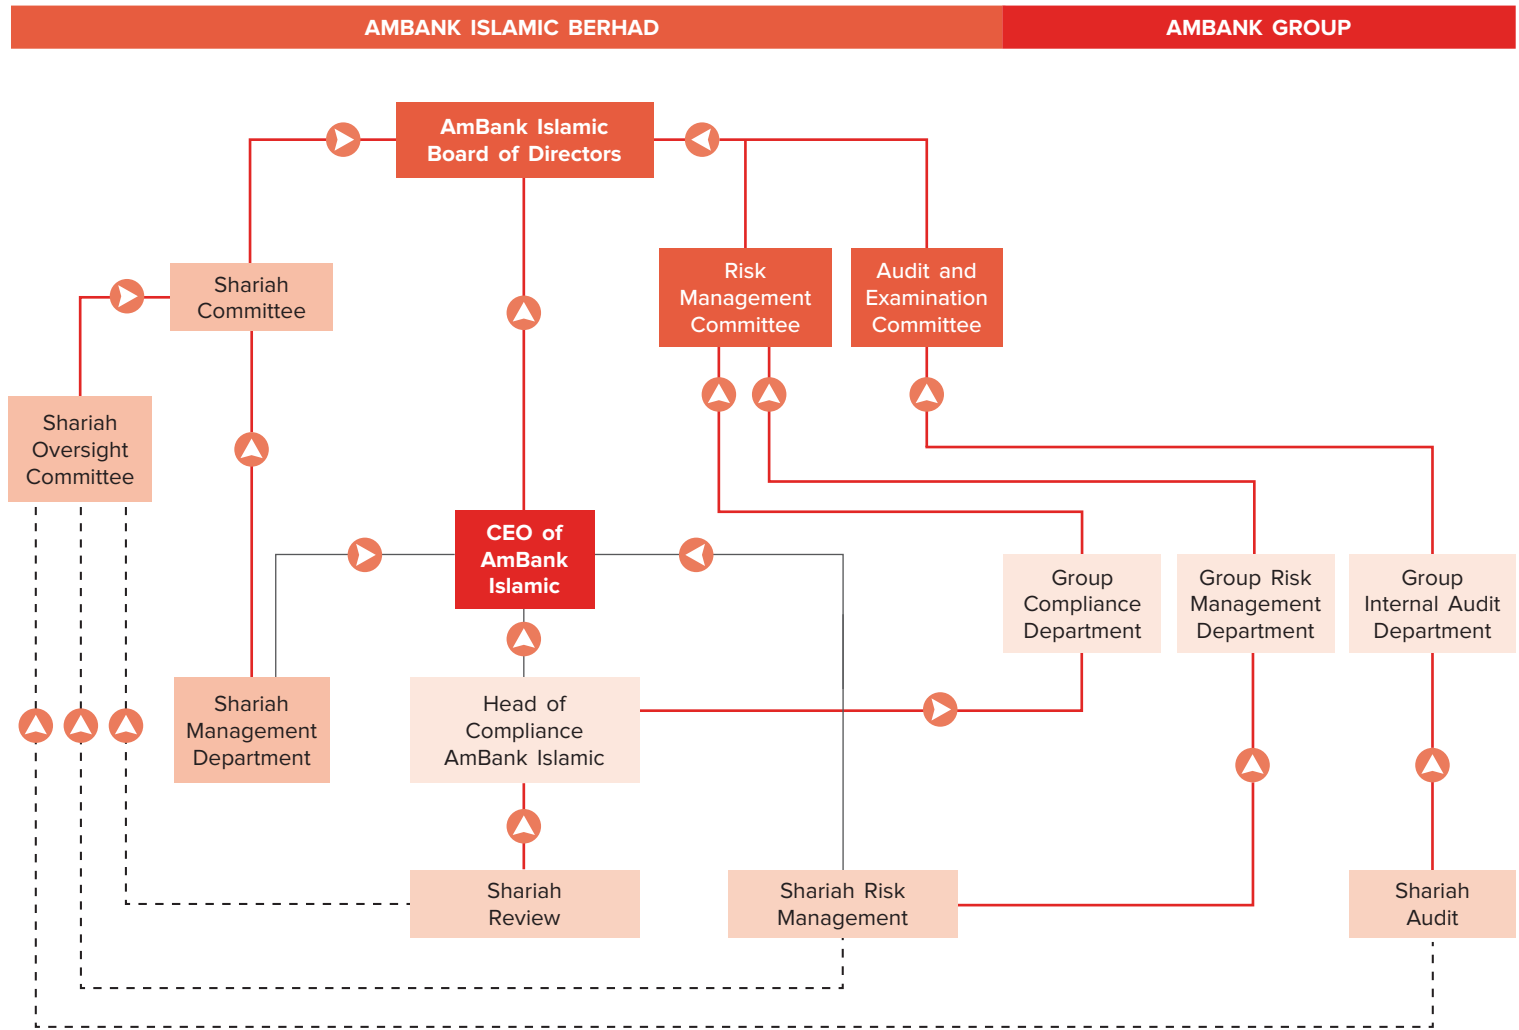 AMBANK ISLAMIC BERHAD
AMBANK GROUP
AmBank Islamic
Board of Directors
Shariah
Committee
Risk
Management
Committee
Audit and
Examination
Committee
Shariah
Oversight
Committee
CEO of
AmBank
Islamic
Group
Compliance
Department
Group Risk
Management
Department
Group
Internal Audit
Department
Shariah
Management
Department
Head of
Compliance
AmBank Islamic
Shariah
Review
Shariah Risk
Management
Shariah
Audit